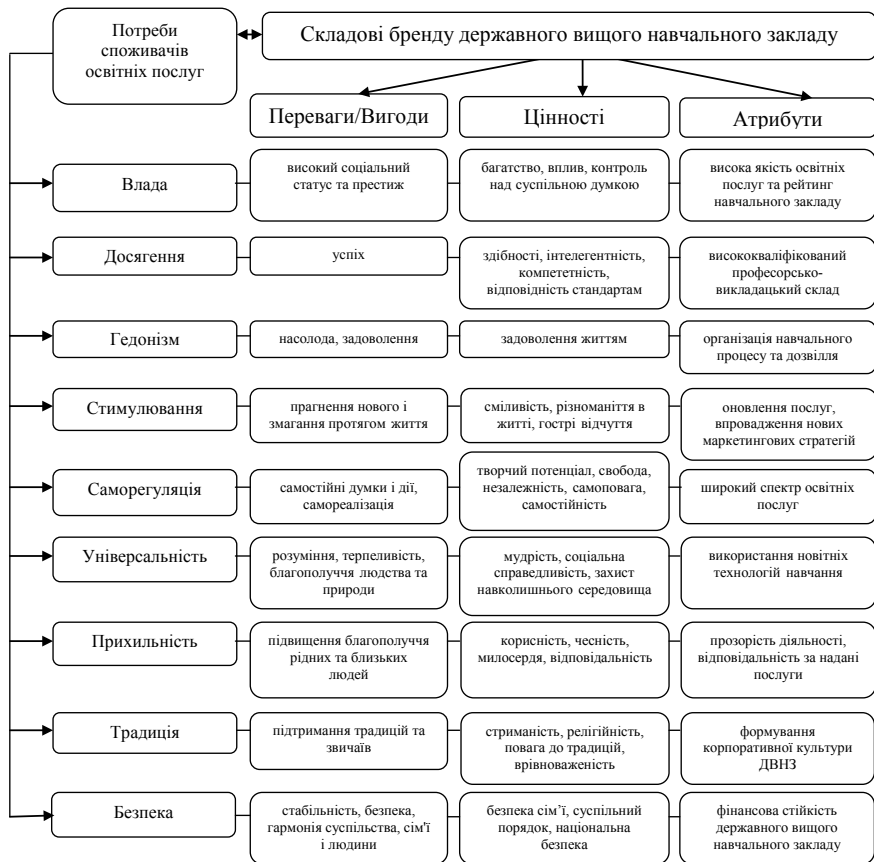 Потреби
споживачів
освітніх послуг
Складові бренду державного вищого навчального закладу
Переваги/Вигоди
Цінності
Атрибути
Влада
високий соціальний
статус та престиж
багатство, вплив, контроль
над суспільною думкою
висока якість освітніх
послуг та рейтинг
навчального закладу
Досягення
успіх
здібності, інтелегентність,
компететність,
відповідність стандартам
висококваліфікований
професорсько-
викладацький склад
Гедонізм
насолода, задоволення
задоволення життям
організація навчального
процесу та дозвілля
Стимулювання
прагнення нового і
змагання протягом життя
сміливість, різноманіття в
житті, гострі відчуття
оновлення послуг,
впровадження нових
маркетингових стратегій
Саморегуляція
самостійні думки і дії,
самореалізація
творчий потенціал, свобода,
незалежність, самоповага,
самостійність
широкий спектр освітніх
послуг
Універсальність
розуміння, терпеливість,
благополуччя людства та
природи
мудрість, соціальна
справедливість, захист
навколишнього середовища
використання новітніх
технологій навчання
Прихильність
підвищення благополуччя
рідних та близьких
людей
корисність, чесність,
милосердя, відповідальність
прозорість діяльності,
відповідальність за надані
послуги
Традиція
підтримання традицій та
звичаїв
стриманість, релігійність,
повага до традицій,
врівноваженість
формування
корпоративної культури
ДВНЗ
Безпека
стабільність, безпека,
гармонія суспільства, сім'ї
і людини
безпека сім’ї, суспільний
порядок, національна
безпека
фінансова стійкість
державного вищого
навчального закладу